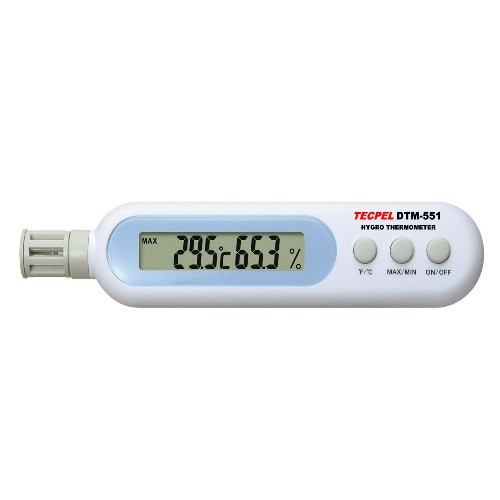 TECPEL DTM-551
HYGRO THERMOMETER
MAX
29.5°C 65.3 %
°F/°C MAX/MIN ON/OFF